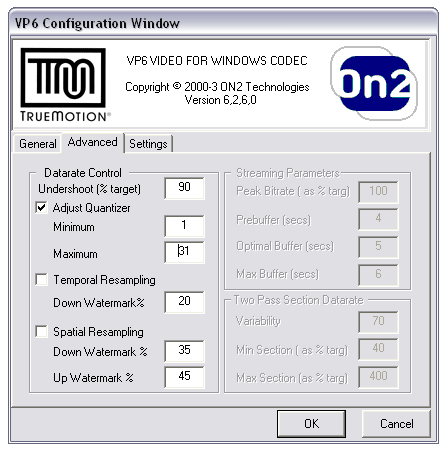 VP6 Configuration Window
TM
TRUEMOTION®
VP6 VIDEO FOR WINDOWS CODEC
Copyright © 2000-3 ON2 Technologies
Version 6,2,6,0
On2
General Advanced Settings
Datarate Control
Undershoot (% target) 90
Adjust Quantizer
Minimum 1
Maximum 31
Temporal Resampling
Down Watermark% 20
Spatial Resampling
Down Watermark % 35
Up Watermark % 45
Streaming Parameters
Peak Bitrate ( as % targ) 100
Prebuffer (secs) 4
Optimal Buffer (secs) 5
Max Buffer (secs) 6
Two Pass Section Datarate
Variability 70
Min Section ( as % targ) 40
Max Section (as % targ) 400
OK Cancel